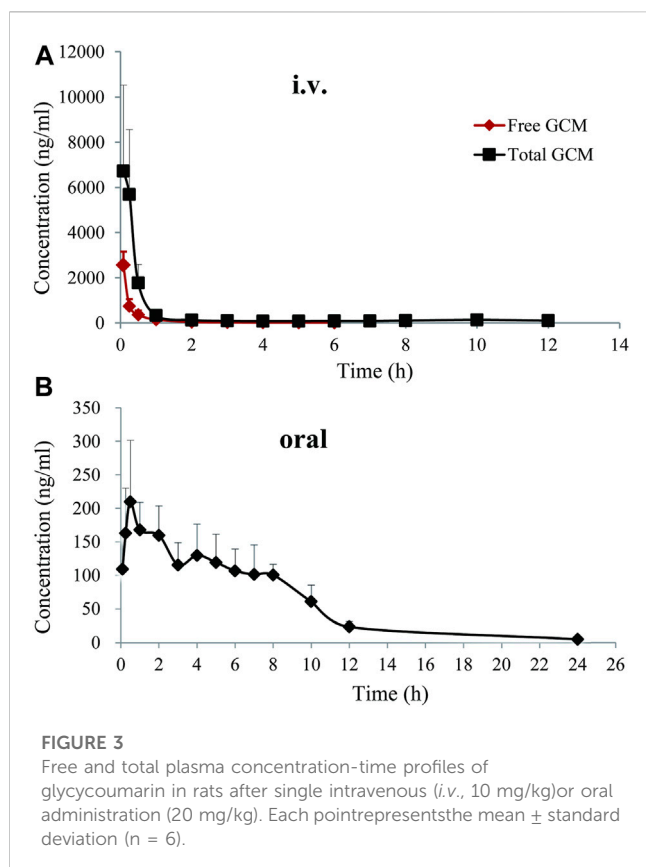 A
i.v.
12000
10000
8000
6000
4000
2000
0
Concentration (ng/ml)
Free GCM
Total GCM
0 2 4 6 8 10 12 14
Time (h)
B
oral
350
300
250
200
150
100
50
0
Concentration (ng/ml)
0 2 4 6 8 10 12 14 16 18 20 22 24 26
Time (h)
FIGURE 3
Free and total plasma concentration-time profiles of
glycycoumarin in rats after single intravenous (i.v., 10 mg/kg)or oral
administration (20 mg/kg). Each pointrepresentsthe mean ± standard
deviation (n = 6).